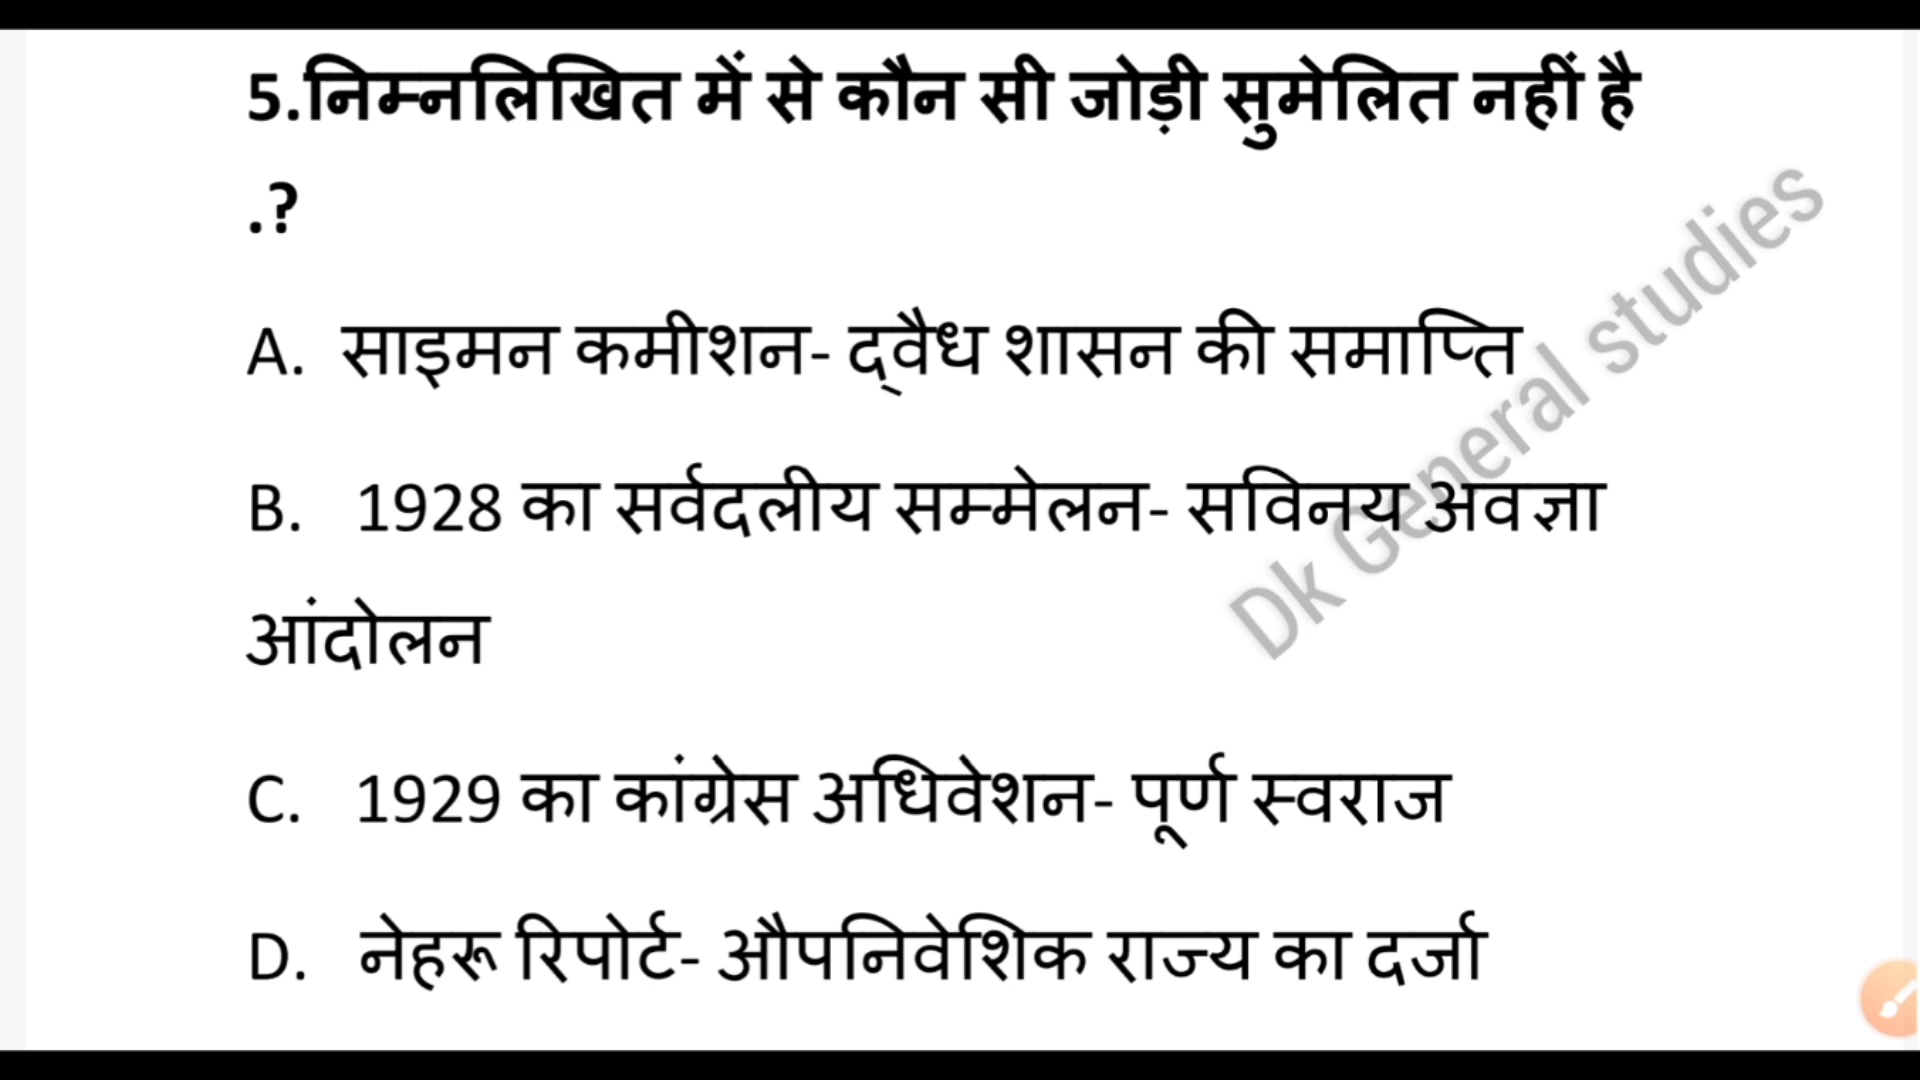 5.निम्नलिखित में से कौन सी जोड़ी सुमेलित नहीं है
.?
A. साइमन कमीशन- द्वैध शासन की समाप्ति
B. 1928 का सर्वदलीय सम्मेलन- सविनय अवज्ञा
आंदोलन
C. 1929 का कांग्रेस अधिवेशन- पूर्ण स्वराज
D. नेहरू रिपोर्ट- औपनिवेशिक राज्य का दर्जा
Dk General studies